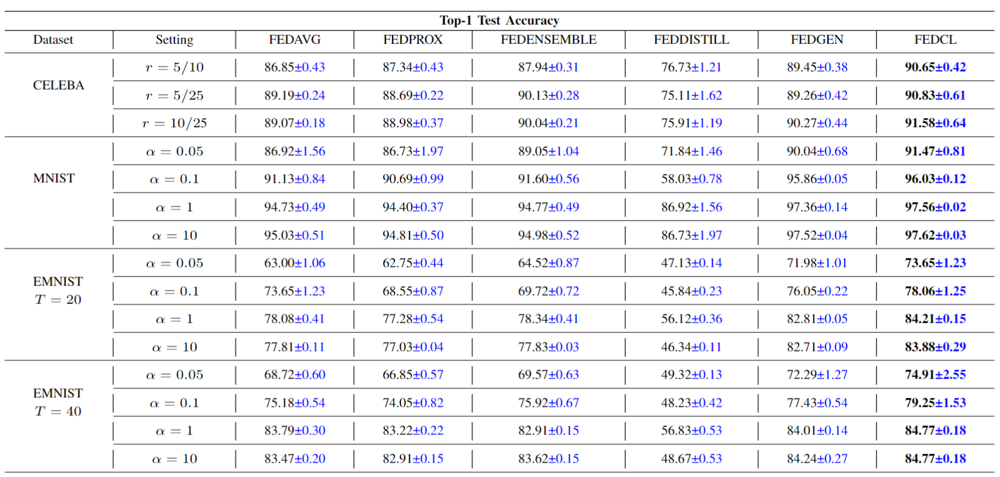 Top-1 Test Accuracy
Dataset Setting FEDAVG FEDPROX FEDENSEMBLE FEDDISTILL FEDGEN FEDCL
CELEBA
r = 5/10 86.85±0.43 87.34±0.43 87.94±0.31 76.73±1.21 89.45±0.38 90.65±0.42
r = 5/25 89.19±0.24 88.69±0.22 90.13±0.28 75.11±1.62 89.26±0.42 90.83±0.61
r = 10/25 89.07±0.18 88.98±0.37 90.04±0.21 75.91±1.19 90.27±0.44 91.58±0.64
MNIST
α = 0.05 86.92±1.56 86.73±1.97 89.05±1.04 71.84±1.46 90.04±0.68 91.47±0.81
α = 0.1 91.13±0.84 90.69±0.99 91.60±0.56 58.03±0.78 95.86±0.05 96.03±0.12
α = 1 94.73±0.49 94.40±0.37 94.77±0.49 86.92±1.56 97.36±0.14 97.56±0.02
α = 10 95.03±0.51 94.81±0.50 94.98±0.52 86.73±1.97 97.52±0.04 97.62±0.03
EMNIST
T = 20
α = 0.05 63.00±1.06 62.75±0.44 64.52±0.87 47.13±0.14 71.98±1.01 73.65±1.23
α = 0.1 73.65±1.23 68.55±0.87 69.72±0.72 45.84±0.23 76.05±0.22 78.06±1.25
α = 1 78.08±0.41 77.28±0.54 78.34±0.41 56.12±0.36 82.81±0.05 84.21±0.15
α = 10 77.81±0.11 77.03±0.04 77.83±0.03 46.34±0.11 82.71±0.09 83.88±0.29
EMNIST
T = 40
α = 0.05 68.72±0.60 66.85±0.57 69.57±0.63 49.32±0.13 72.29±1.27 74.91±2.55
α = 0.1 75.18±0.54 74.05±0.82 75.92±0.67 48.23±0.42 77.43±0.54 79.25±1.53
α = 1 83.79±0.30 83.22±0.22 82.91±0.15 56.83±0.53 84.01±0.14 84.77±0.18
α = 10 83.47±0.20 82.91±0.15 83.62±0.15 48.67±0.53 84.24±0.27 84.77±0.18